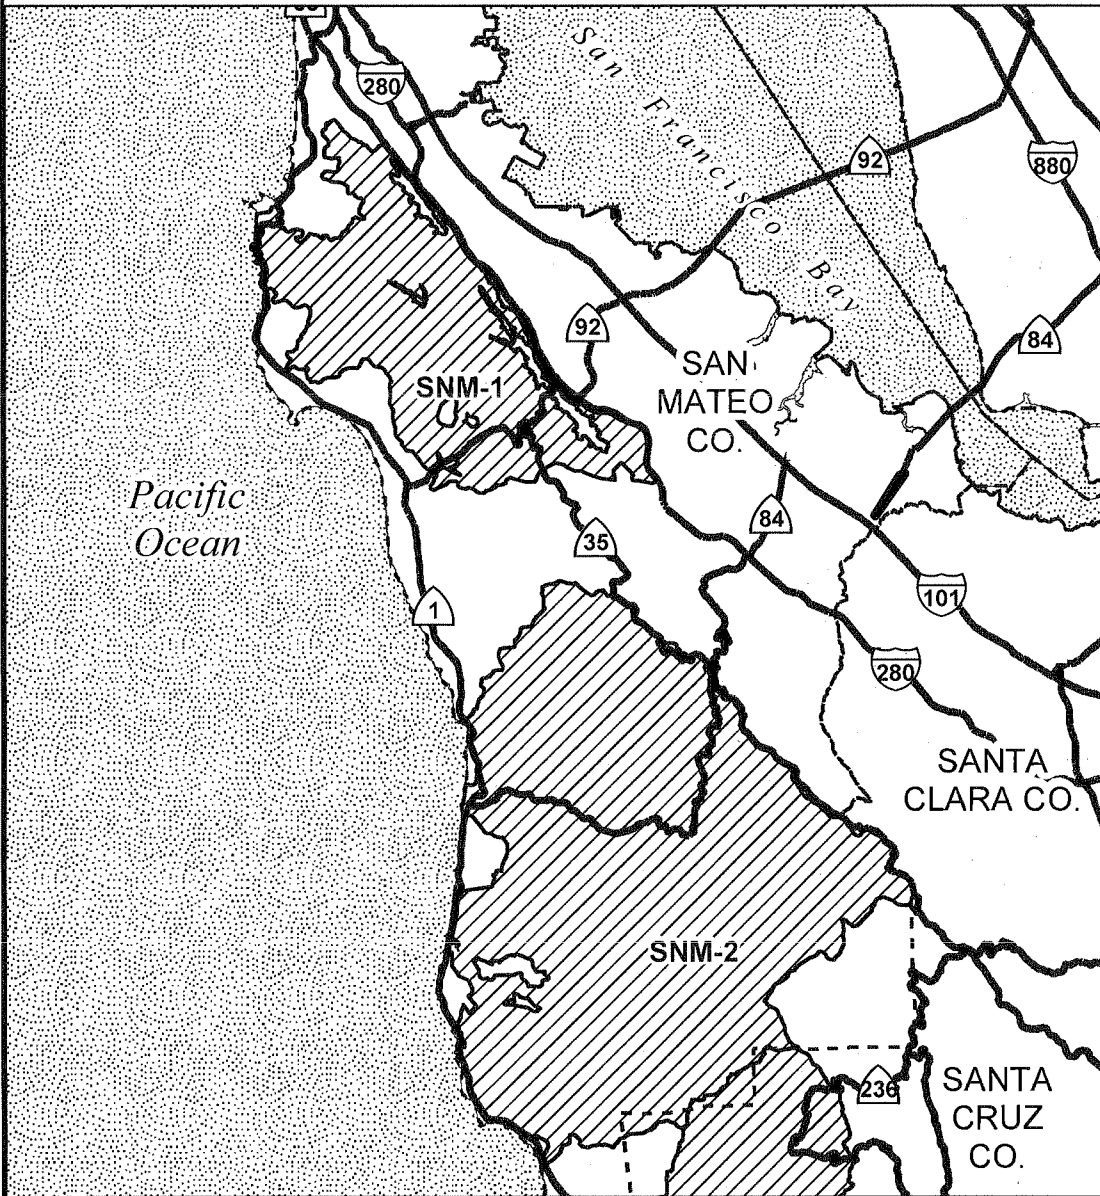 280
San Francisco Bay
92
880
92
84
SAN
MATEO
CO.
SNM-1
Pacific
Ocean
84
35
101
1
280
SANTA
CLARA CO.
SNM-2
236
SANTA
CRUZ
CO.